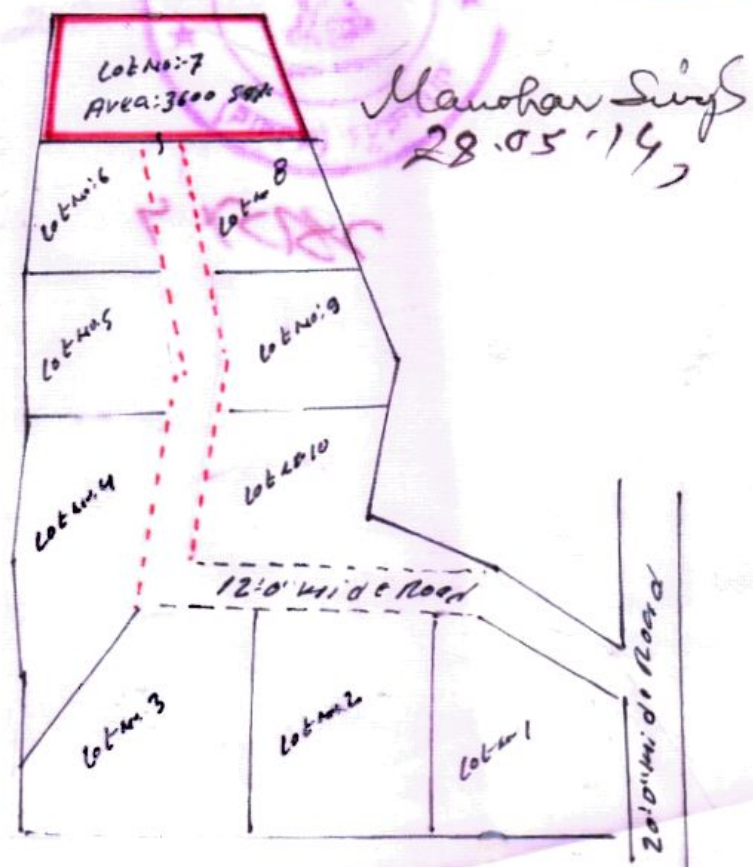 Lot No:-7
Area:3600 Sqft
Manohar Singh
28.05.14,
Lot No:6
Lot No 8
Lot No 5
Lot No:9
Lot No.4
Lot No 10
12'0" wide Road
Lot No. 3
Lot No. 2
Lot No 1
20'0" wide Road